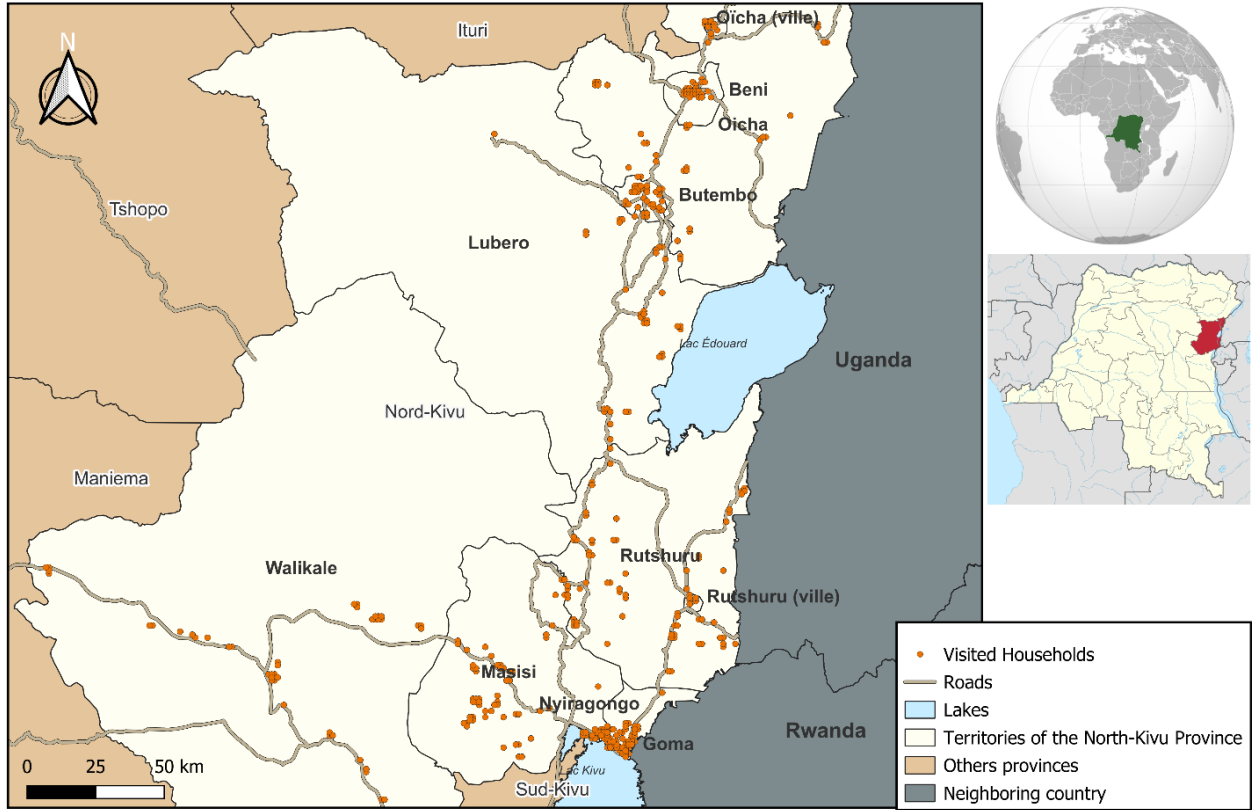 Oïcha (ville)
Ituri
N
Beni
Oicha
Butembo
Tshopo
Lubero
Lac Édouard
Uganda
Nord-Kivu
Maniema
Rutshuru
Walikale
Rutshuru (ville)
Masisi
Nyiragongo
Goma
Rwanda
Lac Kivu
Sud-Kivu
0 25 50 km
Visited Households
Roads
Lakes
Territories of the North-Kivu Province
Others provinces
Neighboring country